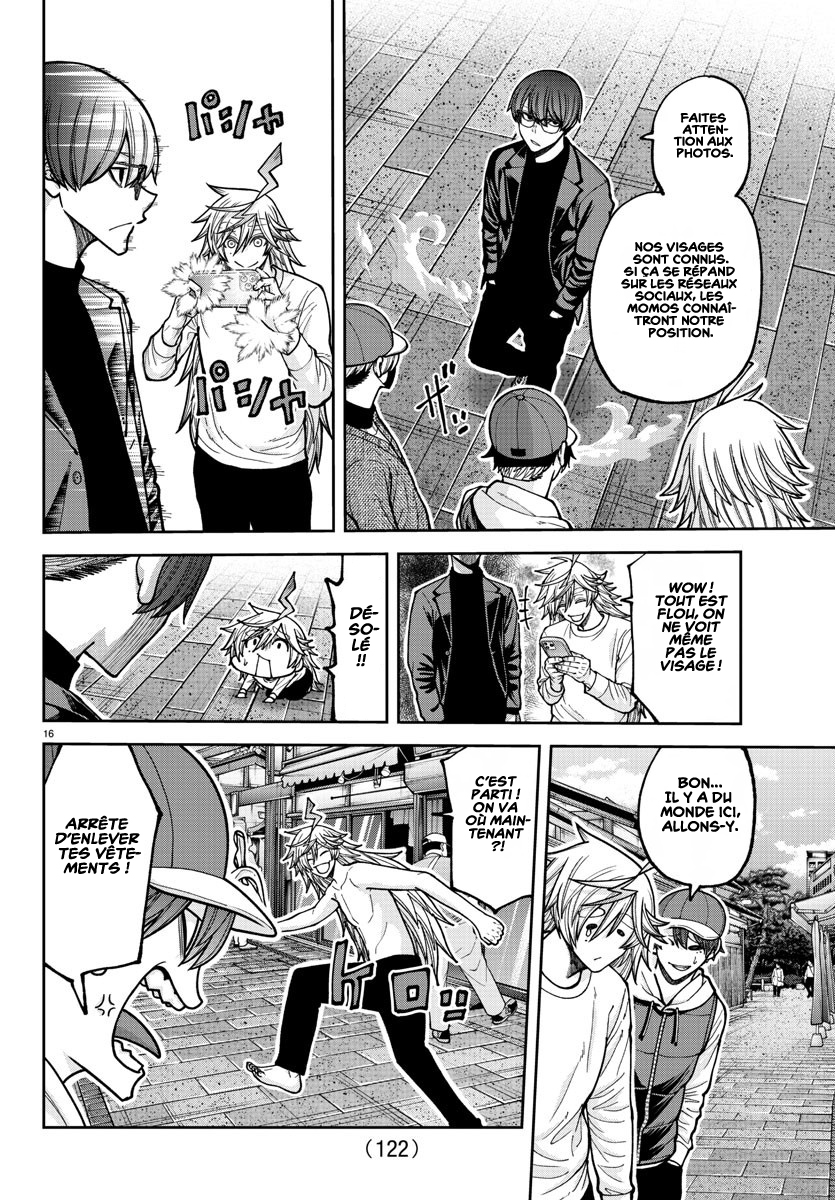 FAITES
ATTEN-
TION AUX
PHOTOS.
NOS VISAGES
SONT CONNUS.
SI ÇA SE RÉPAND
SUR LES RÉSEAUX
SOCIAUX, LES
MOMOS CONNAÎ-
TRONT NOTRE
POSITION.
ザッ
パシャ
パシャ
WOW !
TOUT EST
FLOU, ON
NE VOIT
MÊME
PAS LE
VISAGE !
DÉ-
SO-
LÉ
!!
16
BON...
IL Y A DU
MONDE ICI,
ALLONS-Y.
C'EST
PARTI !
ON VA
OÙ MAIN-
TENANT
?!
ケロッ
ARRÊTE
D'ENLEVER
TES VÊTE-
MENTS !
(122)